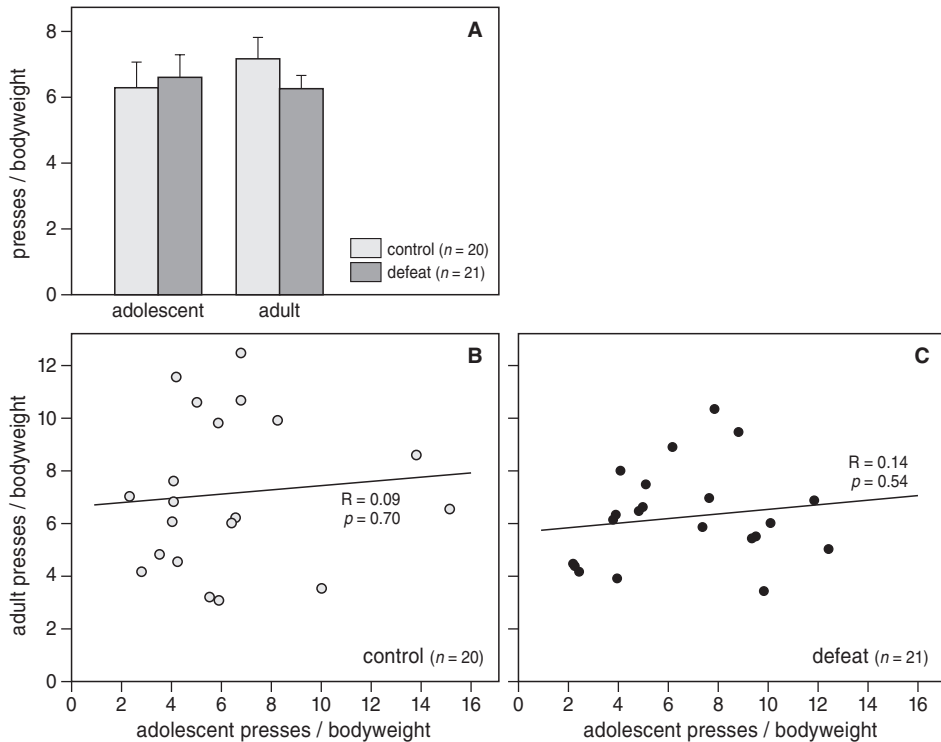 A
8
6
4
2
0
presses / bodyweight
control (n = 20)
defeat (n = 21)
adolescent
adult
B
12
10
8
6
4
2
0
adult presses / bodyweight
R = 0.09
p = 0.70
control (n = 20)
0 2 4 6 8 10 12 14 16
adolescent presses / bodyweight
C
R = 0.14
p = 0.54
defeat (n = 21)
2 4 6 8 10 12 14 16
adolescent presses / bodyweight